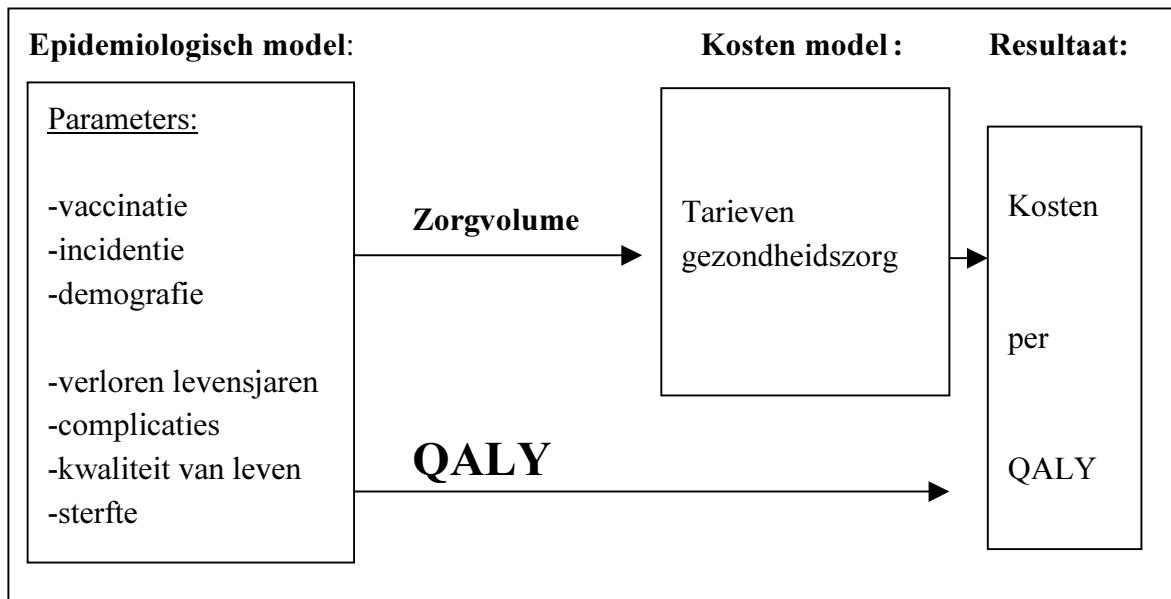 Epidemiologisch model:
Kosten model :
Resultaat:
Parameters:
-vaccinatie
-incidentie
-demografie
-verloren levensjaren
-complicaties
-kwaliteit van leven
-sterfte
Zorgvolume
QALY
Tarieven
gezondheidszorg
Kosten
per
QALY